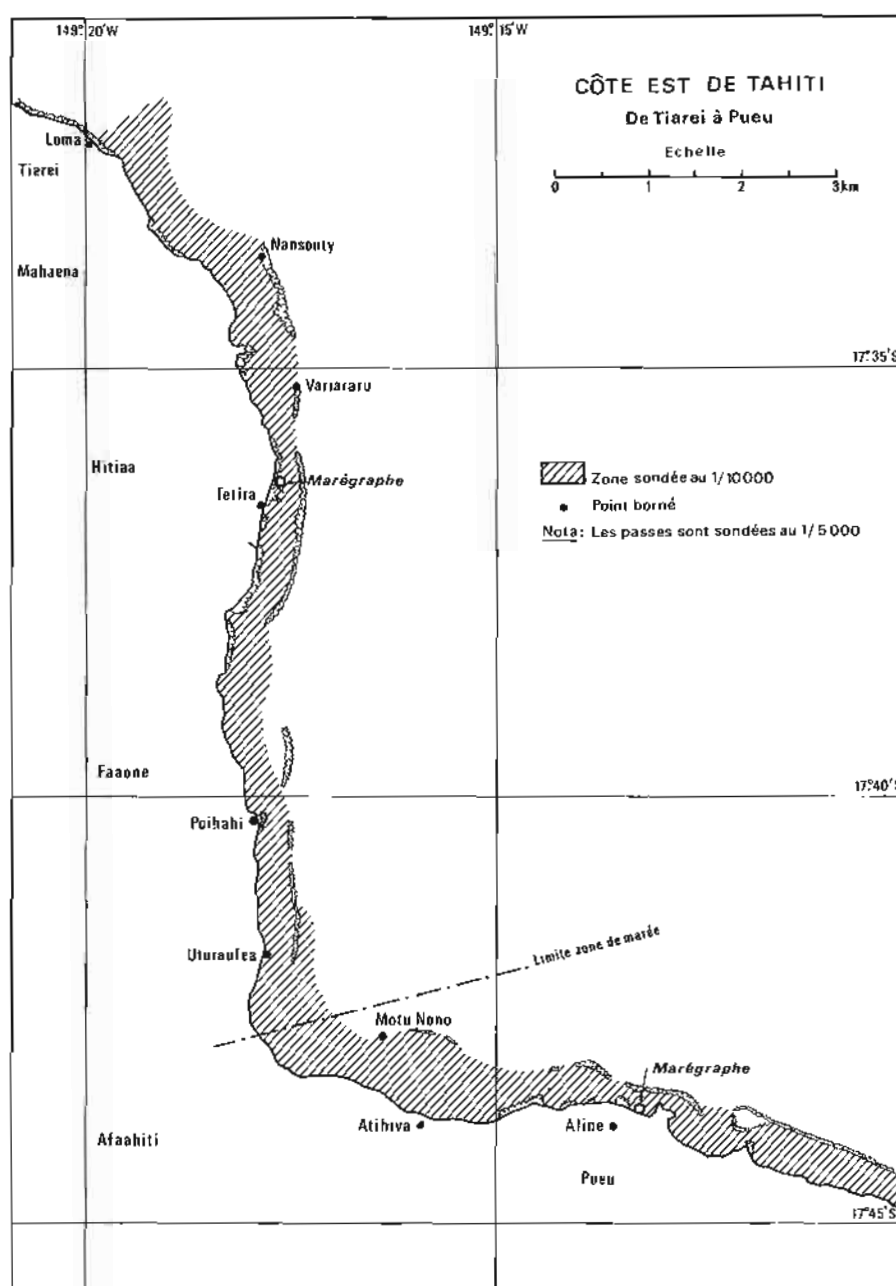 149° 20'W
149° 15'W
CÔTE EST DE TAHITI
De Tiarei à Pueu
Echelle
0 1 2 3 km
Loma
Tiarei
Nansouty
Mahaena
17° 35'S
Variararu
Hitiaa
Marégraphe
Tetira
Zone sondée au 1/10000
Point borné
Nota: Les passes sont sondées au 1/5000
Faaone
17° 40'S
Poihahi
Uturaufea
Limite zone de marée
Motu Nono
Marégraphe
Afaahiti
Atihiva
Aline
Pueu
17° 45'S